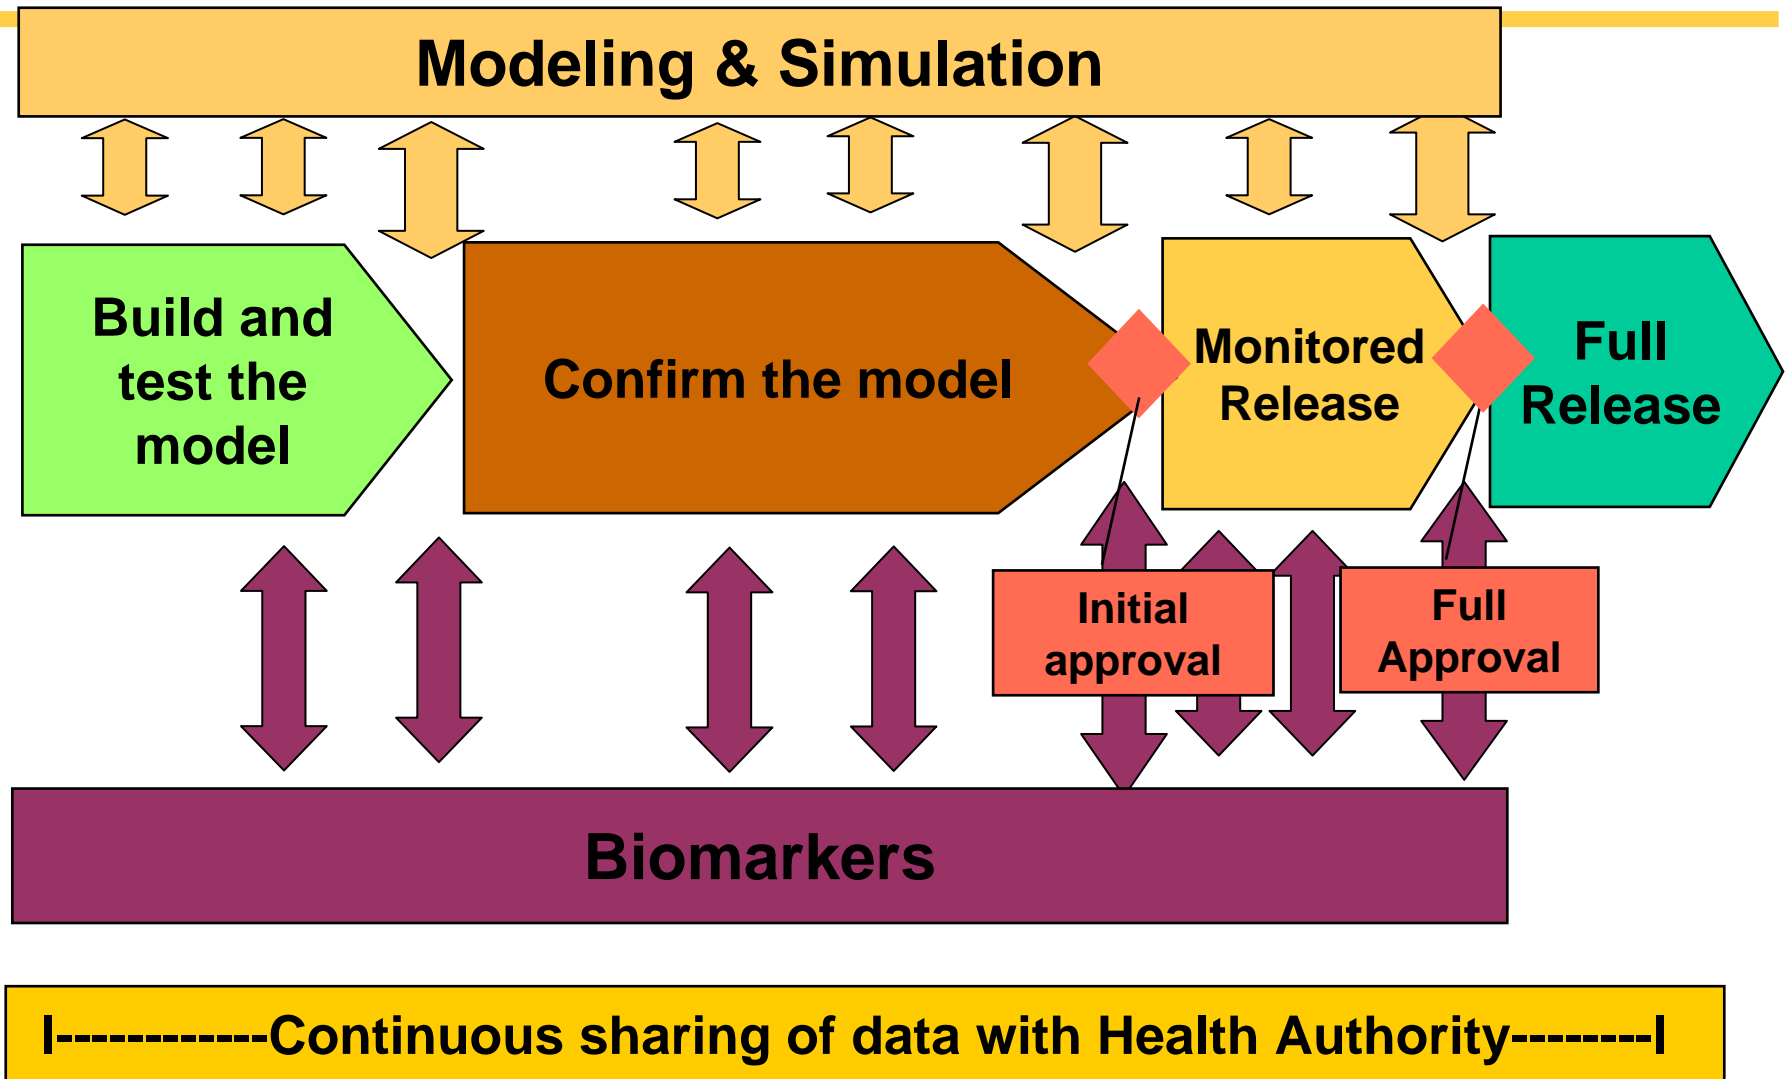 Modeling & Simulation
Build and
test the
model
Confirm the model
Monitored
Release
Full
Release
Initial
approval
Full
Approval
Biomarkers
I------------Continuous sharing of data with Health Authority--------I